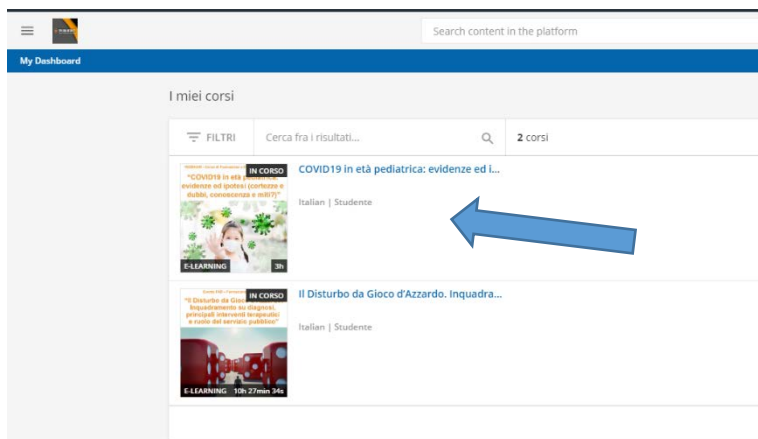 Search content in the platform
My Dashboard
I miei corsi
FILTRI
Cerca fra i risultati...
2 corsi
IN CORSO
"COVID19 in età
evidenze ed ipotesi (certezze e
dubbi, conoscenza e miti?)"
E-LEARNING
3h
COVID19 in età pediatrica: evidenze ed i...
Italian | Studente
IN CORSO
"Il Disturbo da Gioco
Inquadramento su diagnosi,
principali interventi terapeutici
e ruolo del servizio pubblico"
E-LEARNING
10h 27min 34s
Il Disturbo da Gioco d'Azzardo. Inquadra...
Italian | Studente